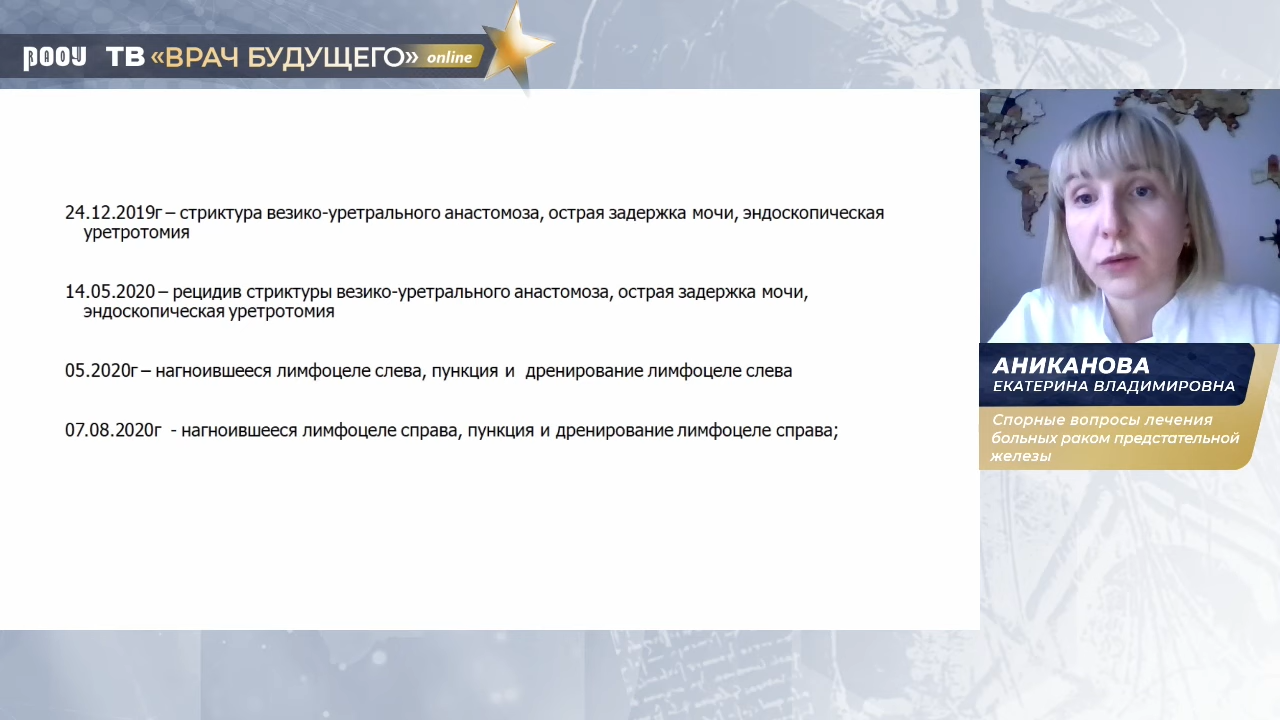 РООУ ТВ «ВРАЧ БУДУЩЕГО» online
24.12.2019г – стриктура везико-уретрального анастомоза, острая задержка мочи, эндоскопическая
уретротомия
14.05.2020 – рецидив стриктуры везико-уретрального анастомоза, острая задержка мочи,
эндоскопическая уретротомия
05.2020г – нагноившееся лимфоцеле слева, пункция и дренирование лимфоцеле слева
07.08.2020г - нагноившееся лимфоцеле справа, пункция и дренирование лимфоцеле справа;
АНИКАНОВА
ЕКАТЕРИНА ВЛАДИМИРОВНА
Спорные вопросы лечения
больных раком предстательной
железы